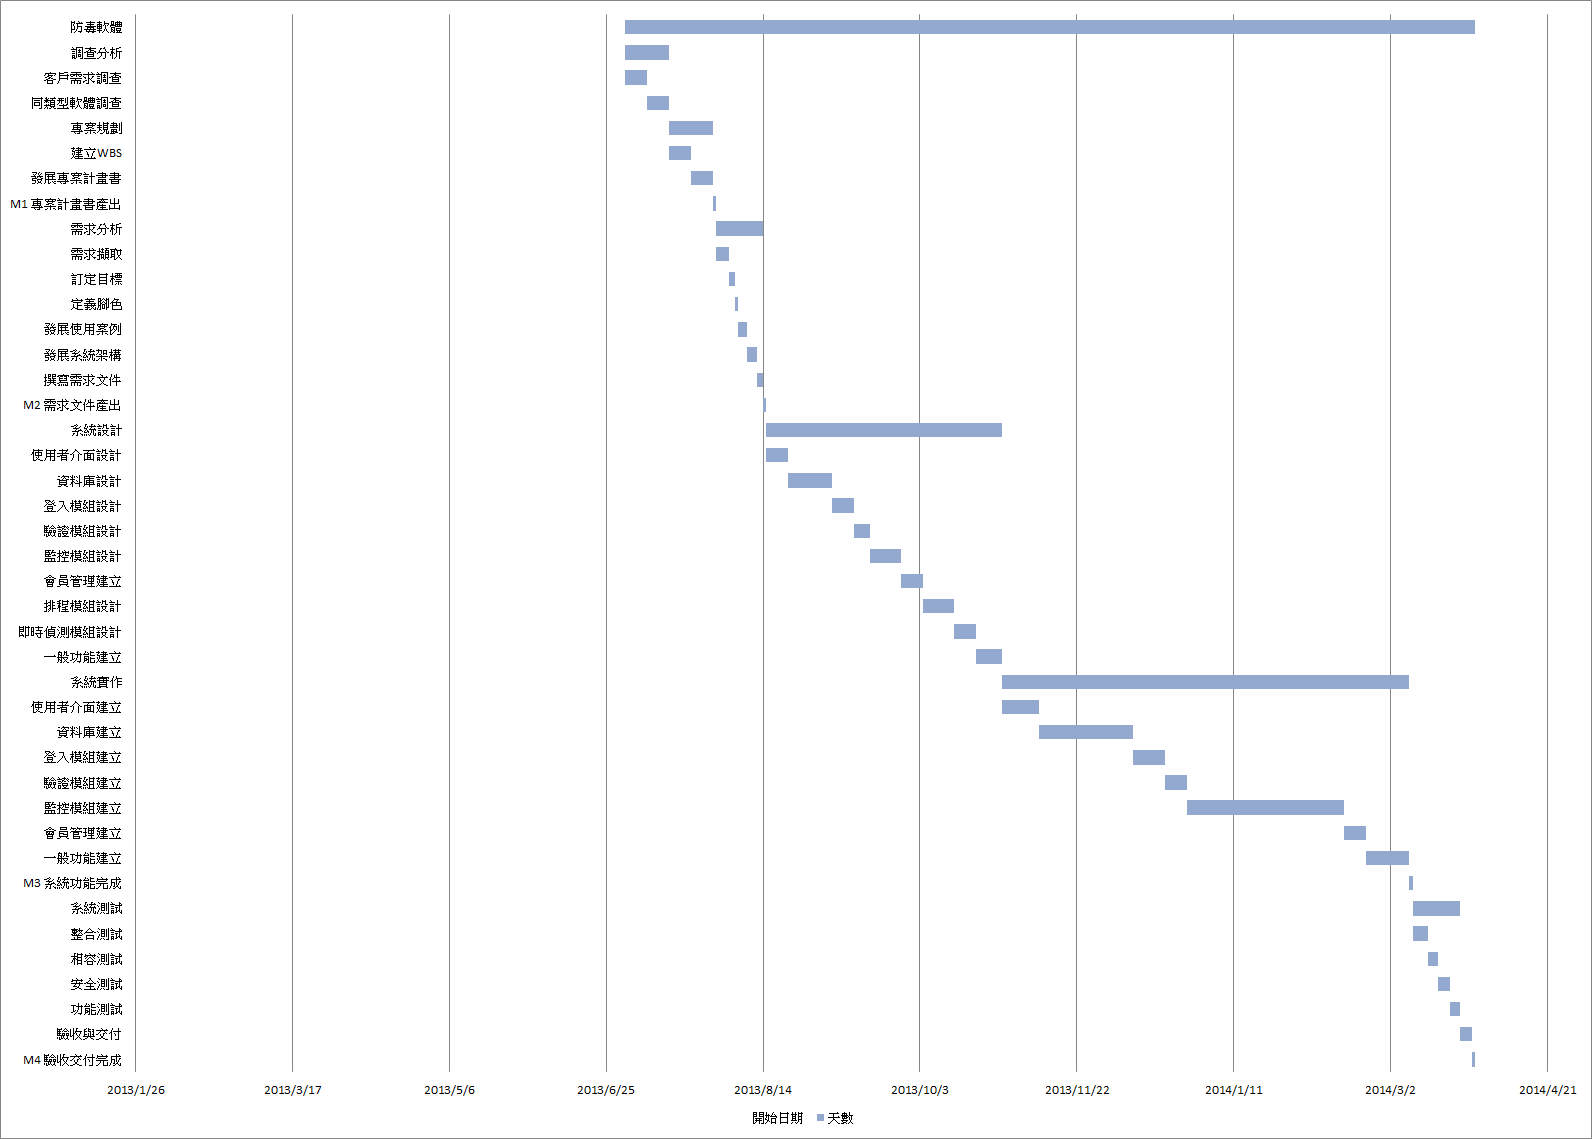 防毒軟體
調查分析
客戶需求調查
同類型軟體調查
專案規劃
建立WBS
發展專案計畫書
M1 專案計畫書產出
需求分析
需求擷取
訂定目標
定義腳色
發展使用案例
發展系統架構
撰寫需求文件
M2 需求文件產出
系統設計
使用者介面設計
資料庫設計
登入模組設計
驗證模組設計
監控模組設計
會員管理建立
排程模組設計
即時偵測模組設計
一般功能建立
系統實作
使用者介面建立
資料庫建立
登入模組建立
驗證模組建立
監控模組建立
會員管理建立
一般功能建立
M3 系統功能完成
系統測試
整合測試
相容測試
安全測試
功能測試
驗收與交付
M4 驗收交付完成
2013/1/26 2013/3/17 2013/5/6 2013/6/25 2013/8/14 2013/10/3 2013/11/22 2014/1/11 2014/3/2 2014/4/21
開始日期 天數